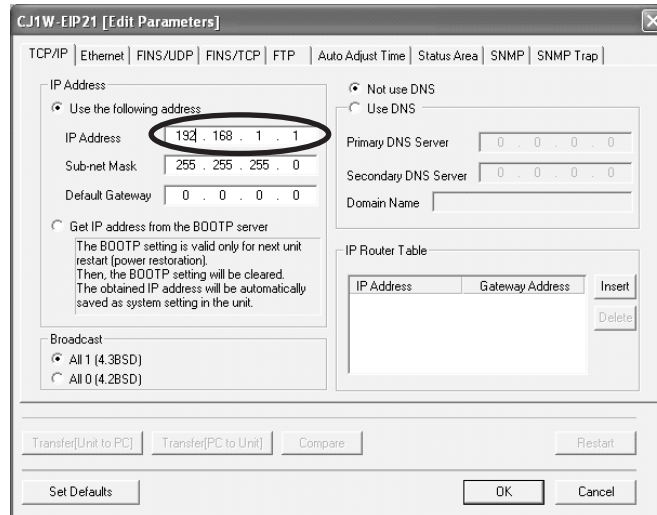 CJ1W-EIP21 [Edit Parameters]
TCP/IP Ethernet FINS/UDP FINS/TCP FTP Auto Adjust Time Status Area SNMP SNMP Trap
IP Address
Use the following address
IP Address 192 . 168 . 1 . 1
Sub-net Mask 255 . 255 . 255 . 0
Default Gateway 0 . 0 . 0 . 0
Get IP address from the BOOTP server
The BOOTP setting is valid only for next unit
restart (power restoration).
Then, the BOOTP setting will be cleared.
The obtained IP address will be automatically
saved as system setting in the unit.
Broadcast
All 1 (4.3BSD)
All 0 (4.2BSD)
Not use DNS
Use DNS
Primary DNS Server 0 . 0 . 0 . 0
Secondary DNS Server 0 . 0 . 0 . 0
Domain Name
IP Router Table
IP Address Gateway Address
Insert
Delete
Transfer[Unit to PC] Transfer[PC to Unit] Compare Restart
Set Defaults OK Cancel